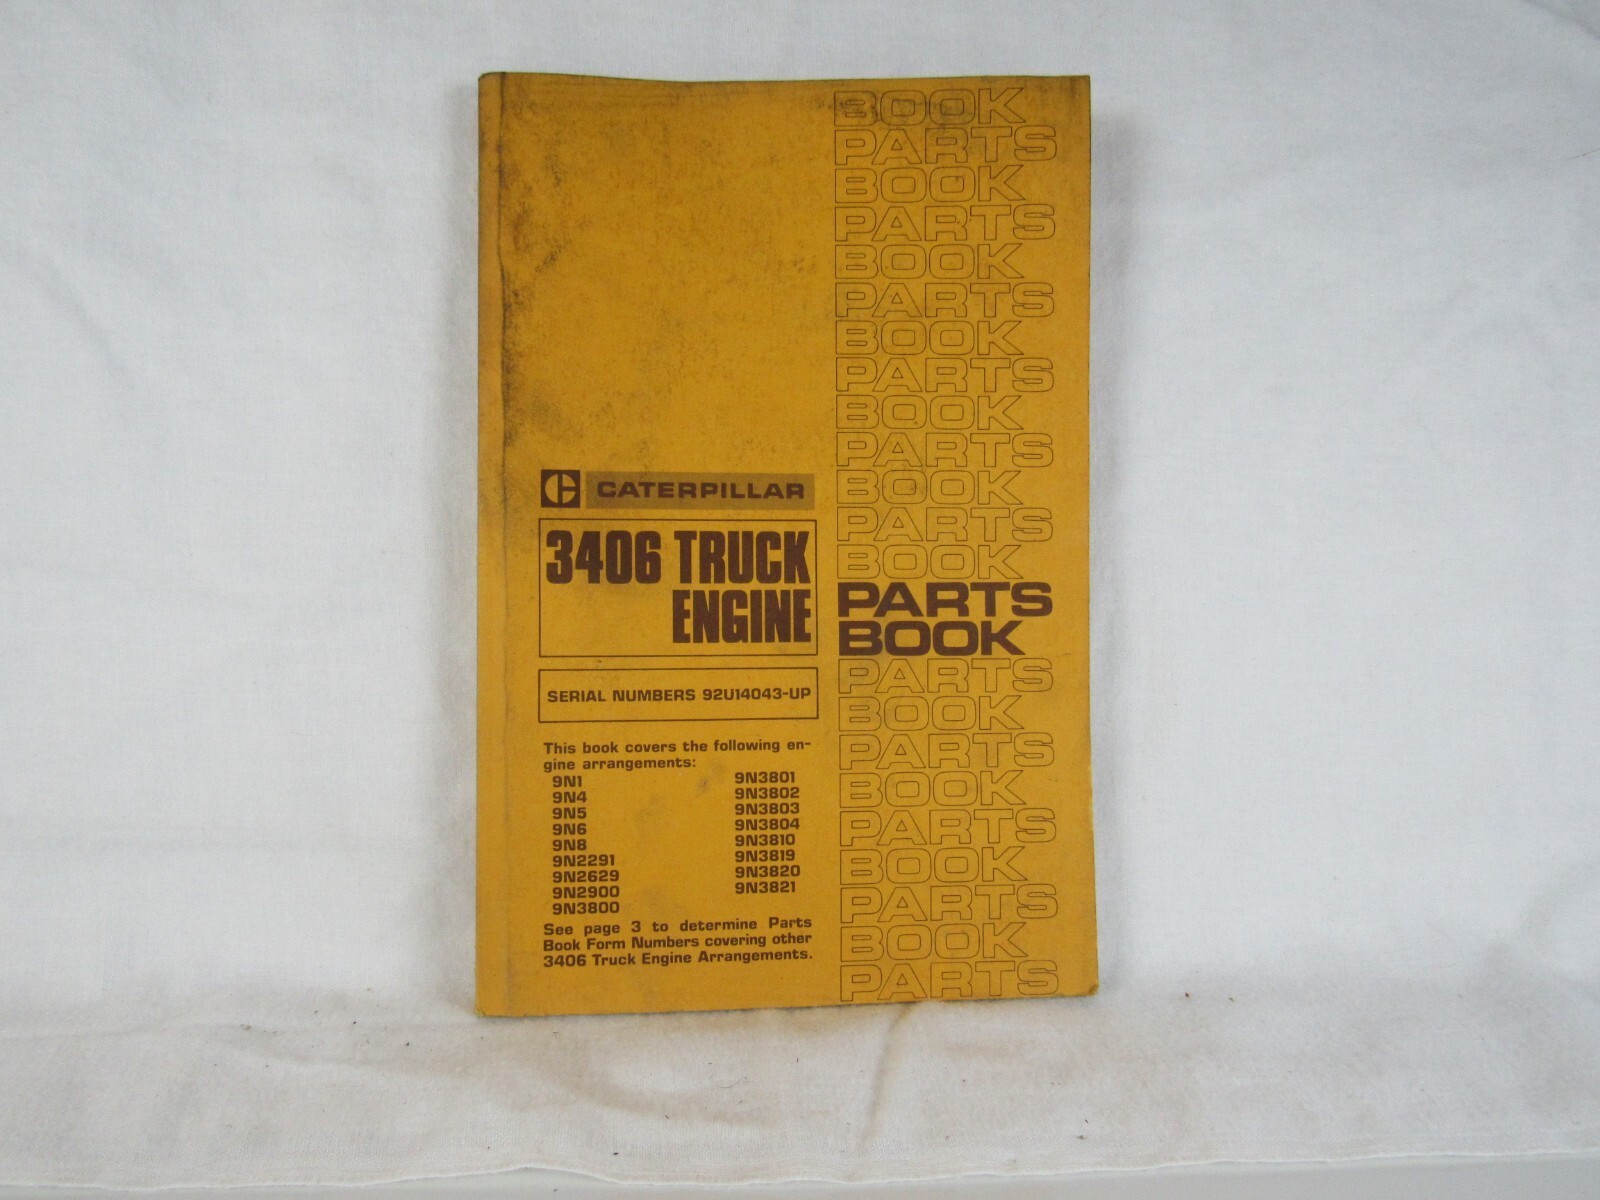 CATERPILLAR
3406 TRUCK
ENGINE
SERIAL NUMBERS 92U14043-UP
This book covers the following en-
gine arrangements:
9N1
9N4
9N5
9N6
9N8
9N2291
9N2629
9N2900
9N3800
9N3801
9N3802
9N3803
9N3804
9N3810
9N3819
9N3820
9N3821
See page 3 to determine Parts
Book Form Numbers covering other
3406 Truck Engine Arrangements.
BOOK
PARTS
BOOK
PARTS
BOOK
PARTS
BOOK
PARTS
BOOK
PARTS
BOOK
PARTS
BOOK
PARTS
BOOK
PARTS
BOOK
PARTS
BOOK
PARTS
BOOK
PARTS
BOOK
PARTS